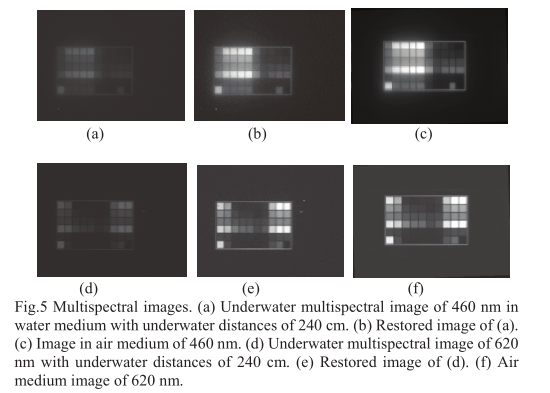 (a)
(b)
(c)
(d)
(e)
(f)
Fig.5 Multispectral images. (a) Underwater multispectral image of 460 nm in
water medium with underwater distances of 240 cm. (b) Restored image of (a).
(c) Image in air medium of 460 nm. (d) Underwater multispectral image of 620
nm with underwater distances of 240 cm. (e) Restored image of (d). (f) Air
medium image of 620 nm.